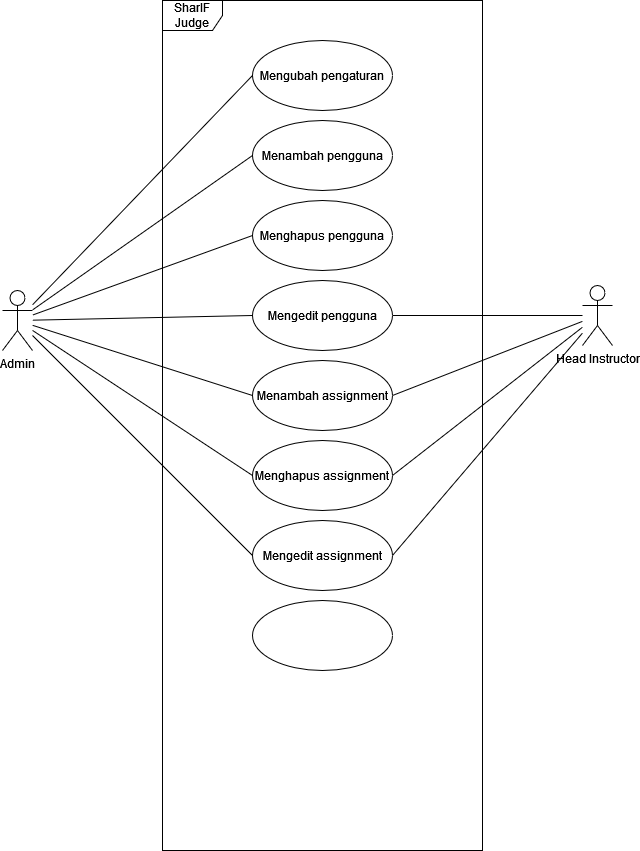 SharIF
Judge
Mengubah pengaturan
Menambah pengguna
Menghapus pengguna
Mengedit pengguna
Admin
Head Instructor
Menambah assignment
Menghapus assignment
Mengedit assignment